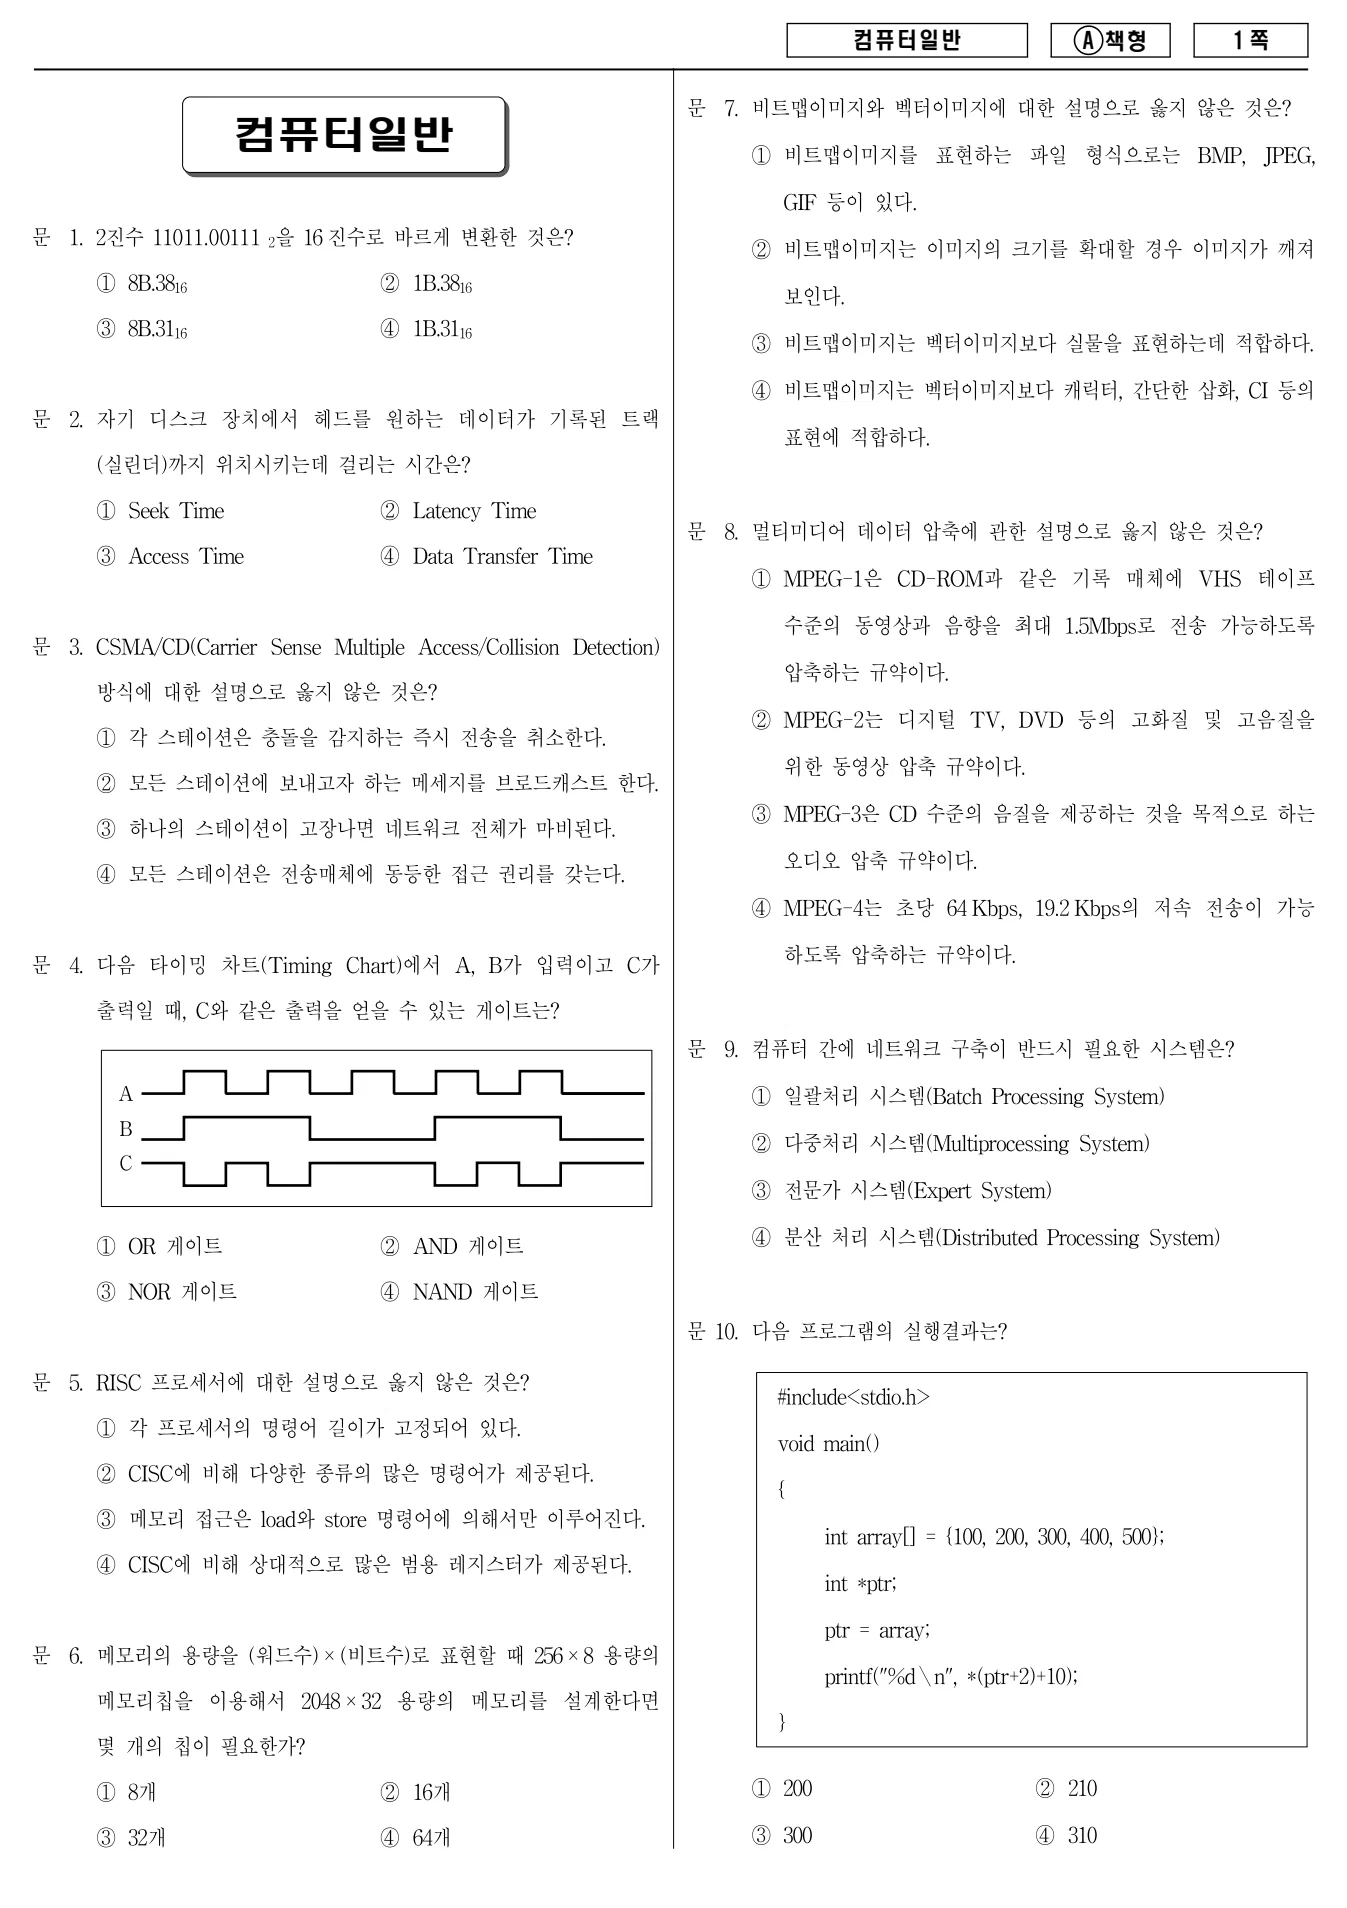 컴퓨터일반
Ⓐ책형
1 쪽
컴퓨터일반
문 1. 2진수 11011.00111 ₂을 16 진수로 바르게 변환한 것은?
① 8B.38₁₆ ② 1B.38₁₆
③ 8B.31₁₆ ④ 1B.31₁₆
문 2. 자기 디스크 장치에서 헤드를 원하는 데이터가 기록된 트랙
(실린더)까지 위치시키는데 걸리는 시간은?
① Seek Time ② Latency Time
③ Access Time ④ Data Transfer Time
문 3. CSMA/CD(Carrier Sense Multiple Access/Collision Detection)
방식에 대한 설명으로 옳지 않은 것은?
① 각 스테이션은 충돌을 감지하는 즉시 전송을 취소한다.
② 모든 스테이션에 보내고자 하는 메세지를 브로드캐스트 한다.
③ 하나의 스테이션이 고장나면 네트워크 전체가 마비된다.
④ 모든 스테이션은 전송매체에 동등한 접근 권리를 갖는다.
문 4. 다음 타이밍 차트(Timing Chart)에서 A, B가 입력이고 C가
출력일 때, C와 같은 출력을 얻을 수 있는 게이트는?
A
B
C
① OR 게이트 ② AND 게이트
③ NOR 게이트 ④ NAND 게이트
문 5. RISC 프로세서에 대한 설명으로 옳지 않은 것은?
① 각 프로세서의 명령어 길이가 고정되어 있다.
② CISC에 비해 다양한 종류의 많은 명령어가 제공된다.
③ 메모리 접근은 load와 store 명령어에 의해서만 이루어진다.
④ CISC에 비해 상대적으로 많은 범용 레지스터가 제공된다.
문 6. 메모리의 용량을 (워드수)×(비트수)로 표현할 때 256×8 용량의
메모리칩을 이용해서 2048×32 용량의 메모리를 설계한다면
몇 개의 칩이 필요한가?
① 8개 ② 16개
③ 32개 ④ 64개
문 7. 비트맵이미지와 벡터이미지에 대한 설명으로 옳지 않은 것은?
① 비트맵이미지를 표현하는 파일 형식으로는 BMP, JPEG,
GIF 등이 있다.
② 비트맵이미지는 이미지의 크기를 확대할 경우 이미지가 깨져
보인다.
③ 비트맵이미지는 벡터이미지보다 실물을 표현하는데 적합하다.
④ 비트맵이미지는 벡터이미지보다 캐릭터, 간단한 삽화, CI 등의
표현에 적합하다.
문 8. 멀티미디어 데이터 압축에 관한 설명으로 옳지 않은 것은?
① MPEG-1은 CD-ROM과 같은 기록 매체에 VHS 테이프
수준의 동영상과 음향을 최대 1.5Mbps로 전송 가능하도록
압축하는 규약이다.
② MPEG-2는 디지털 TV, DVD 등의 고화질 및 고음질을
위한 동영상 압축 규약이다.
③ MPEG-3은 CD 수준의 음질을 제공하는 것을 목적으로 하는
오디오 압축 규약이다.
④ MPEG-4는 초당 64 Kbps, 19.2 Kbps의 저속 전송이 가능
하도록 압축하는 규약이다.
문 9. 컴퓨터 간에 네트워크 구축이 반드시 필요한 시스템은?
① 일괄처리 시스템(Batch Processing System)
② 다중처리 시스템(Multiprocessing System)
③ 전문가 시스템(Expert System)
④ 분산 처리 시스템(Distributed Processing System)
문 10. 다음 프로그램의 실행결과는?
#include<stdio.h>
void main()
{
int array[] = {100, 200, 300, 400, 500};
int *ptr;
ptr = array;
printf("%d\n", *(ptr+2)+10);
}
① 200 ② 210
③ 300 ④ 310